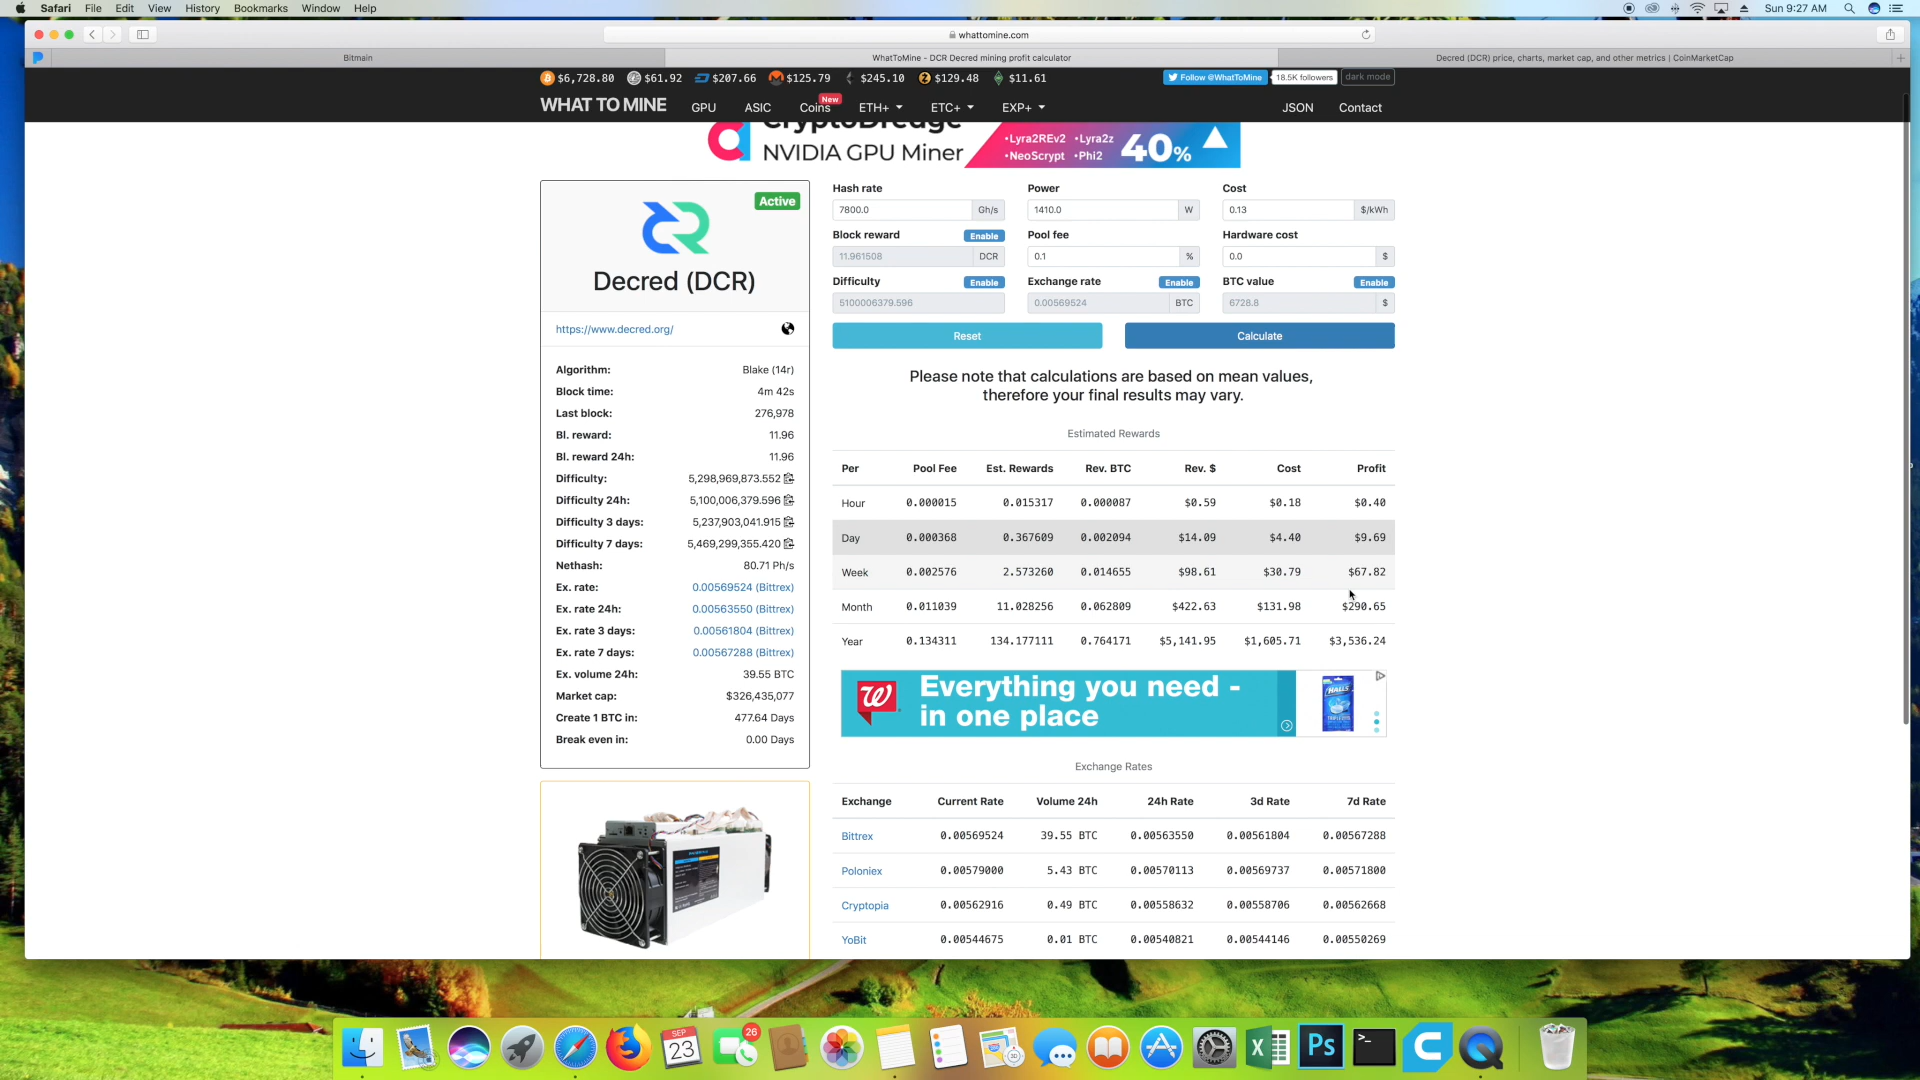 Safari File Edit View History Bookmarks Window Help
Sun 9:27 AM
whattomine.com
Bitmain
WhatToMine - DCR Decred mining profit calculator
Decred (DCR) price, charts, market cap, and other metrics | CoinMarketCap
$6,728.80 $61.92 $207.66 $125.79 $245.10 $129.48 $11.61
Follow @WhatToMine 18.5K followers dark mode
WHAT TO MINE GPU ASIC Coins New ETH+ ETC+ EXP+ JSON Contact
CryptoDredge
NVIDIA GPU Miner
•Lyra2REv2 •Lyra2z
•NeoScrypt •Phi2
40%
Active
Decred (DCR)
https://www.decred.org/
Algorithm: Blake (14r)
Block time: 4m 42s
Last block: 276,978
Bl. reward: 11.96
Bl. reward 24h: 11.96
Difficulty: 5,298,969,873.552
Difficulty 24h: 5,100,006,379.596
Difficulty 3 days: 5,237,903,041.915
Difficulty 7 days: 5,469,299,355.420
Nethash: 80.71 Ph/s
Ex. rate: 0.00569524 (Bittrex)
Ex. rate 24h: 0.00563550 (Bittrex)
Ex. rate 3 days: 0.00561804 (Bittrex)
Ex. rate 7 days: 0.00567288 (Bittrex)
Ex. volume 24h: 39.55 BTC
Market cap: $326,435,077
Create 1 BTC in: 477.64 Days
Break even in: 0.00 Days
Hash rate Power Cost
7800.0 Gh/s 1410.0 W 0.13 $/kWh
Block reward Enable Pool fee Hardware cost
11.961508 DCR 0.1 % 0.0 $
Difficulty Enable Exchange rate Enable BTC value Enable
5100006379.596 0.00569524 BTC 6728.8 $
Reset Calculate
Please note that calculations are based on mean values,
therefore your final results may vary.
Estimated Rewards
Per Pool Fee Est. Rewards Rev. BTC Rev. $ Cost Profit
Hour 0.000015 0.015317 0.000087 $0.59 $0.18 $0.40
Day 0.000368 0.367609 0.002094 $14.09 $4.40 $9.69
Week 0.002576 2.573260 0.014655 $98.61 $30.79 $67.82
Month 0.011039 11.028256 0.062809 $422.63 $131.98 $290.65
Year 0.134311 134.177111 0.764171 $5,141.95 $1,605.71 $3,536.24
W
Everything you need -
in one place
HALLS
Exchange Rates
Exchange Current Rate Volume 24h 24h Rate 3d Rate 7d Rate
Bittrex 0.00569524 39.55 BTC 0.00563550 0.00561804 0.00567288
Poloniex 0.00579000 5.43 BTC 0.00570113 0.00569737 0.00571800
Cryptopia 0.00562916 0.49 BTC 0.00558632 0.00558706 0.00562668
YoBit 0.00544675 0.01 BTC 0.00540821 0.00544146 0.00550269
SEP
23
26
Ps